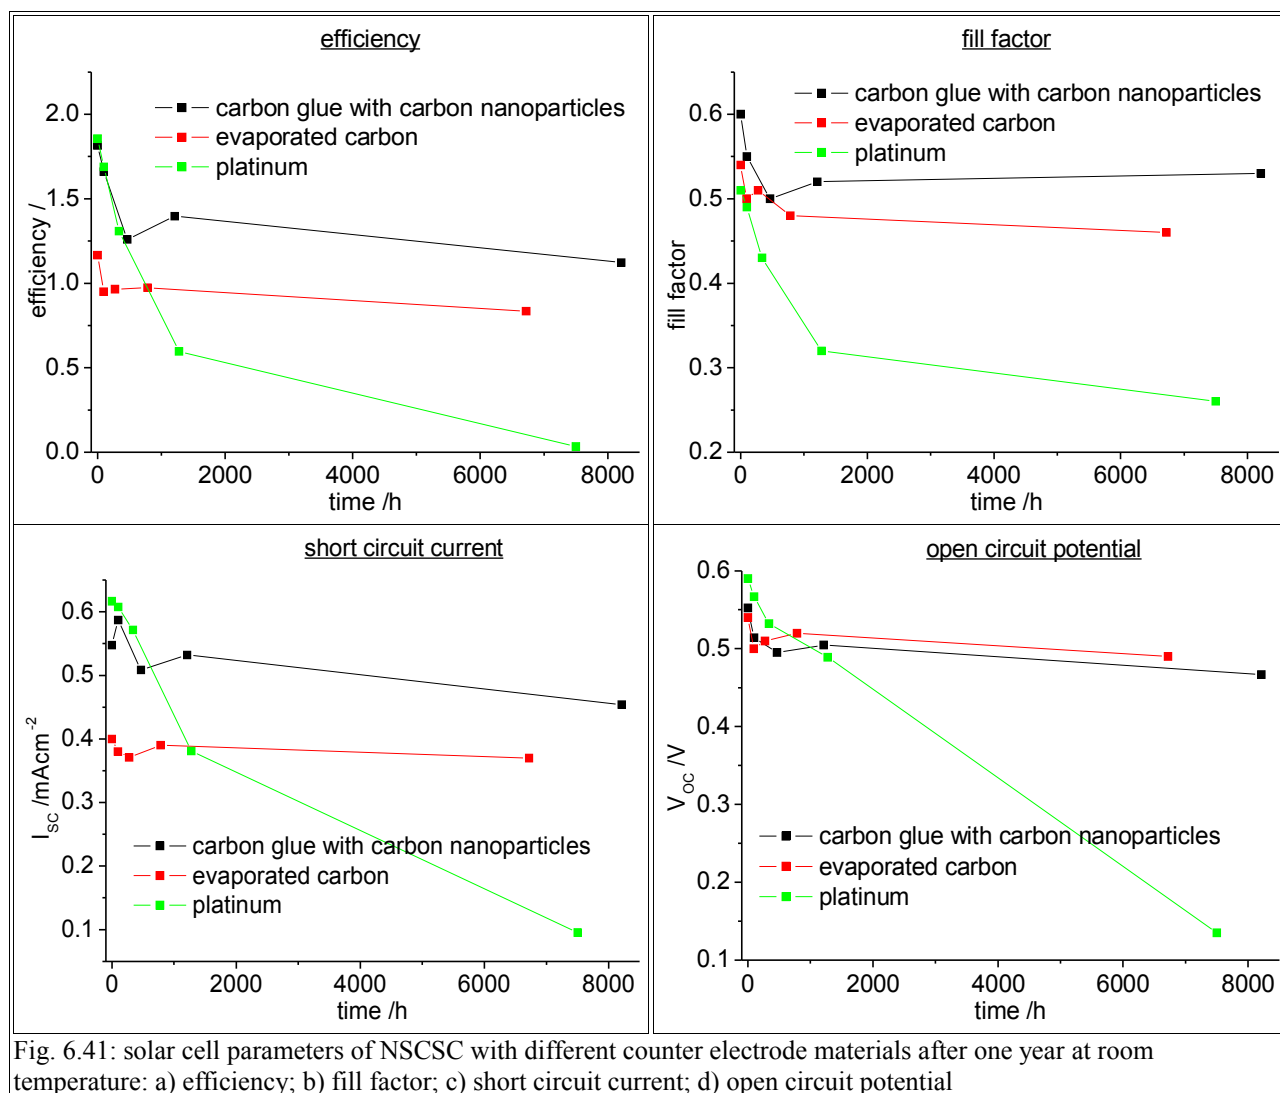 efficiency
carbon glue with carbon nanoparticles
evaporated carbon
platinum
efficiency /
2.0
1.5
1.0
0.5
0.0
0 2000 4000 6000 8000
time /h
fill factor
carbon glue with carbon nanoparticles
evaporated carbon
platinum
fill factor
0.6
0.5
0.4
0.3
0.2
0 2000 4000 6000 8000
time /h
short circuit current
I_SC /mAcm⁻²
0.6
0.5
0.4
0.3
0.2
0.1
carbon glue with carbon nanoparticles
evaporated carbon
platinum
0 2000 4000 6000 8000
time /h
open circuit potential
V_OC /V
0.6
0.5
0.4
0.3
0.2
0.1
carbon glue with carbon nanoparticles
evaporated carbon
platinum
0 2000 4000 6000 8000
time /h
Fig. 6.41: solar cell parameters of NSCSC with different counter electrode materials after one year at room
temperature: a) efficiency; b) fill factor; c) short circuit current; d) open circuit potential